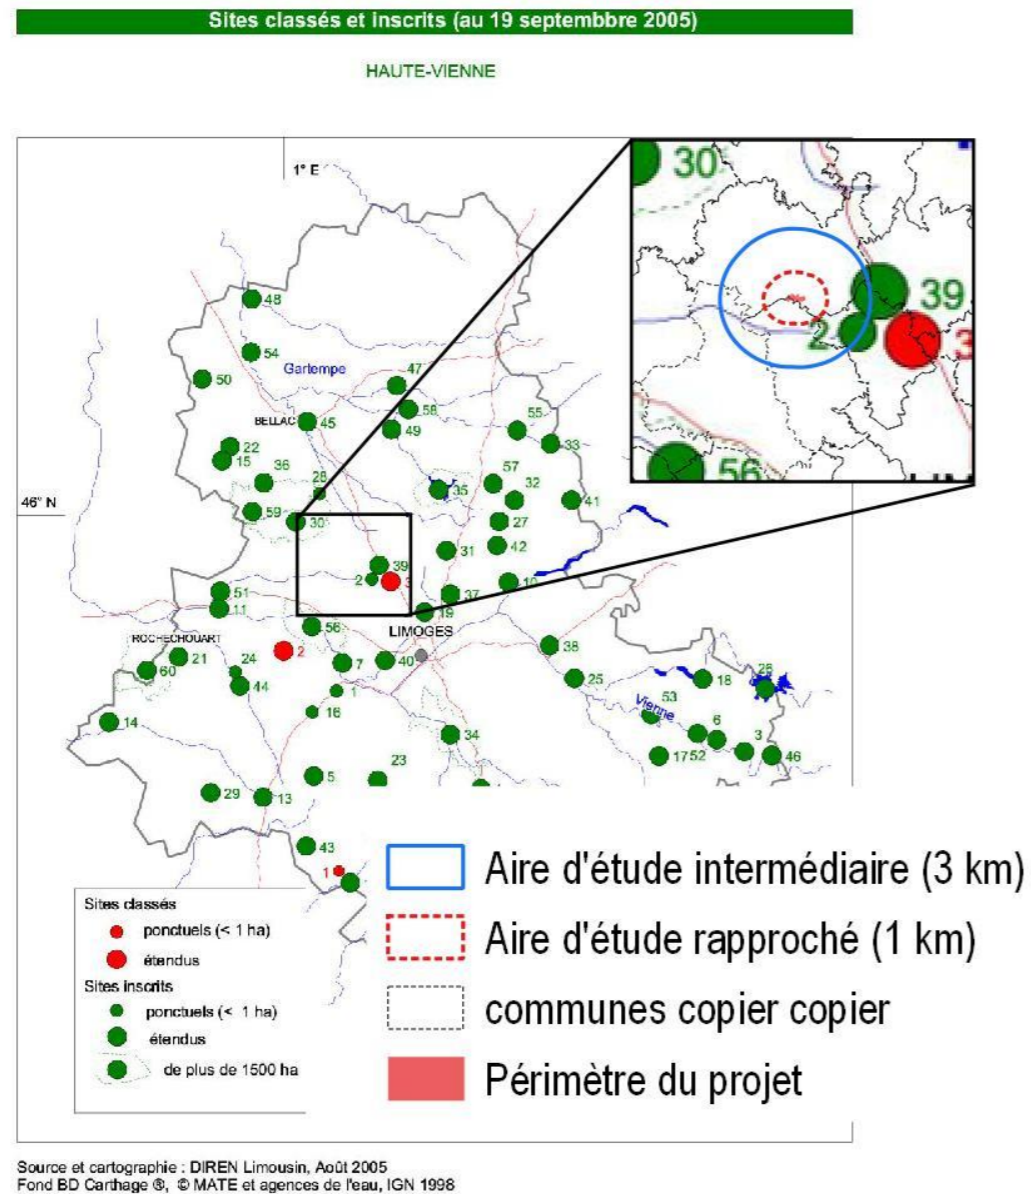 Sites classés et inscrits (au 19 septembbre 2005)
HAUTE-VIENNE
1° E
30
39
2
3
56
48
54
Gartempe
50
47
58
BELLAC
45
49
55
33
22
15
36
28
35
57
32
41
46° N
59
30
27
42
31
39
2
3
10
37
51
11
19
LIMOGES
56
ROCHECHOUART
2
21
24
7
40
38
60
44
1
25
18
26
53
Vienne
14
16
34
6
3
17
52
46
5
23
29
13
43
1
Sites classés
ponctuels (< 1 ha)
étendus
Sites inscrits
ponctuels (< 1 ha)
étendus
de plus de 1500 ha
Aire d'étude intermédiaire (3 km)
Aire d'étude rapproché (1 km)
communes copier copier
Périmètre du projet
Source et cartographie : DIREN Limousin, Août 2005
Fond BD Carthage ®, © MATE et agences de l'eau, IGN 1998